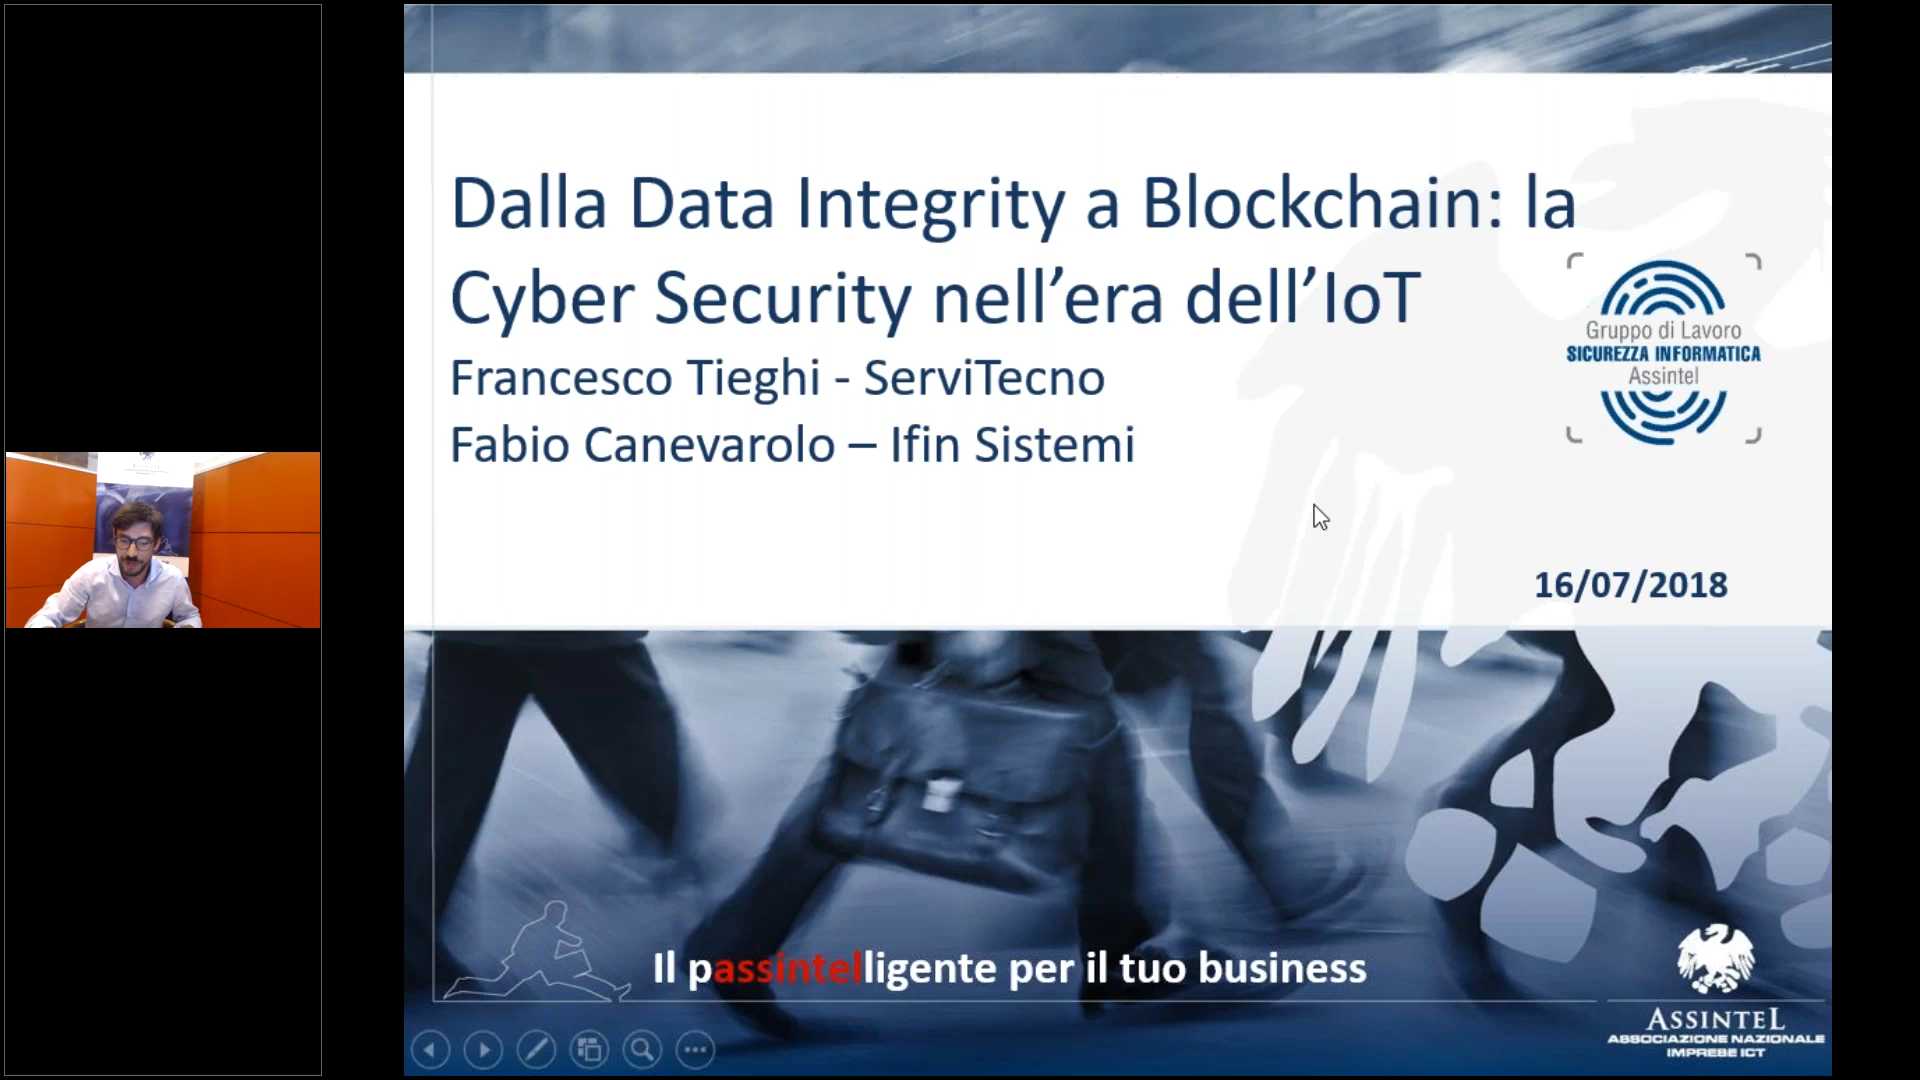 Dalla Data Integrity a Blockchain: la
Cyber Security nell’era dell’IoT
Francesco Tieghi - ServiTecno
Fabio Canevarolo – Ifin Sistemi
Gruppo di Lavoro
SICUREZZA INFORMATICA
Assintel
16/07/2018
Il passintelligente per il tuo business
ASSINTEL
ASSOCIAZIONE NAZIONALE
IMPRESE ICT